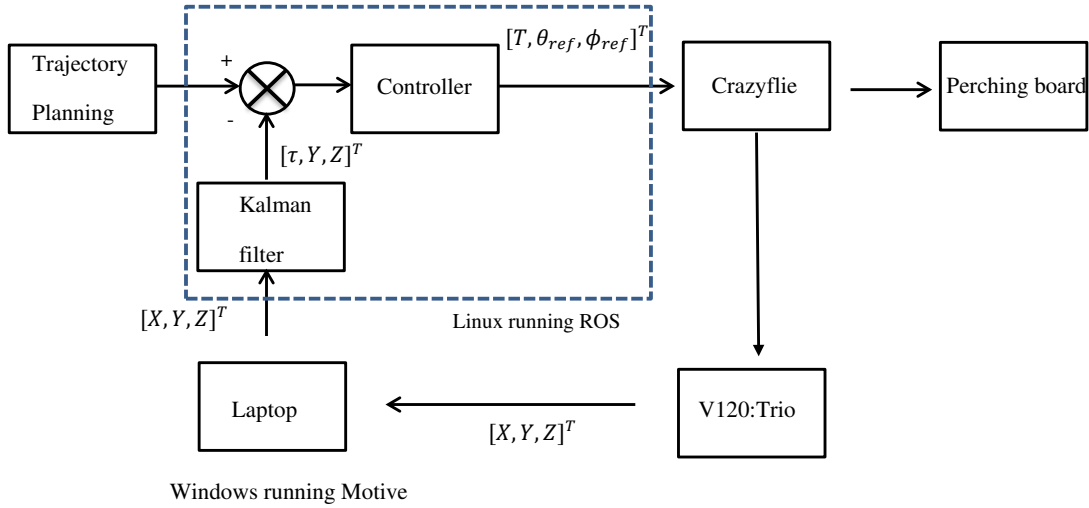 [T, θ_ref, ϕ_ref]^T
Trajectory
Planning
+
-
Controller
Crazyflie
Perching board
[τ, Y, Z]^T
Kalman
filter
[X, Y, Z]^T
Linux running ROS
Laptop
V120:Trio
[X, Y, Z]^T
Windows running Motive